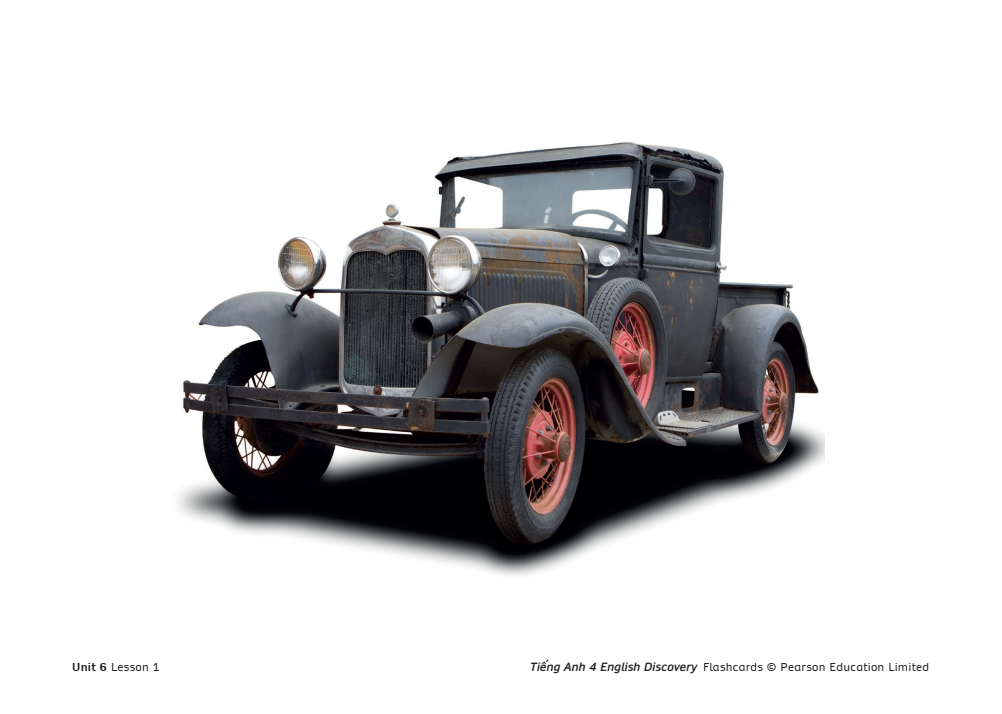 Unit 6 Lesson 1
Tiếng Anh 4 English Discovery Flashcards © Pearson Education Limited